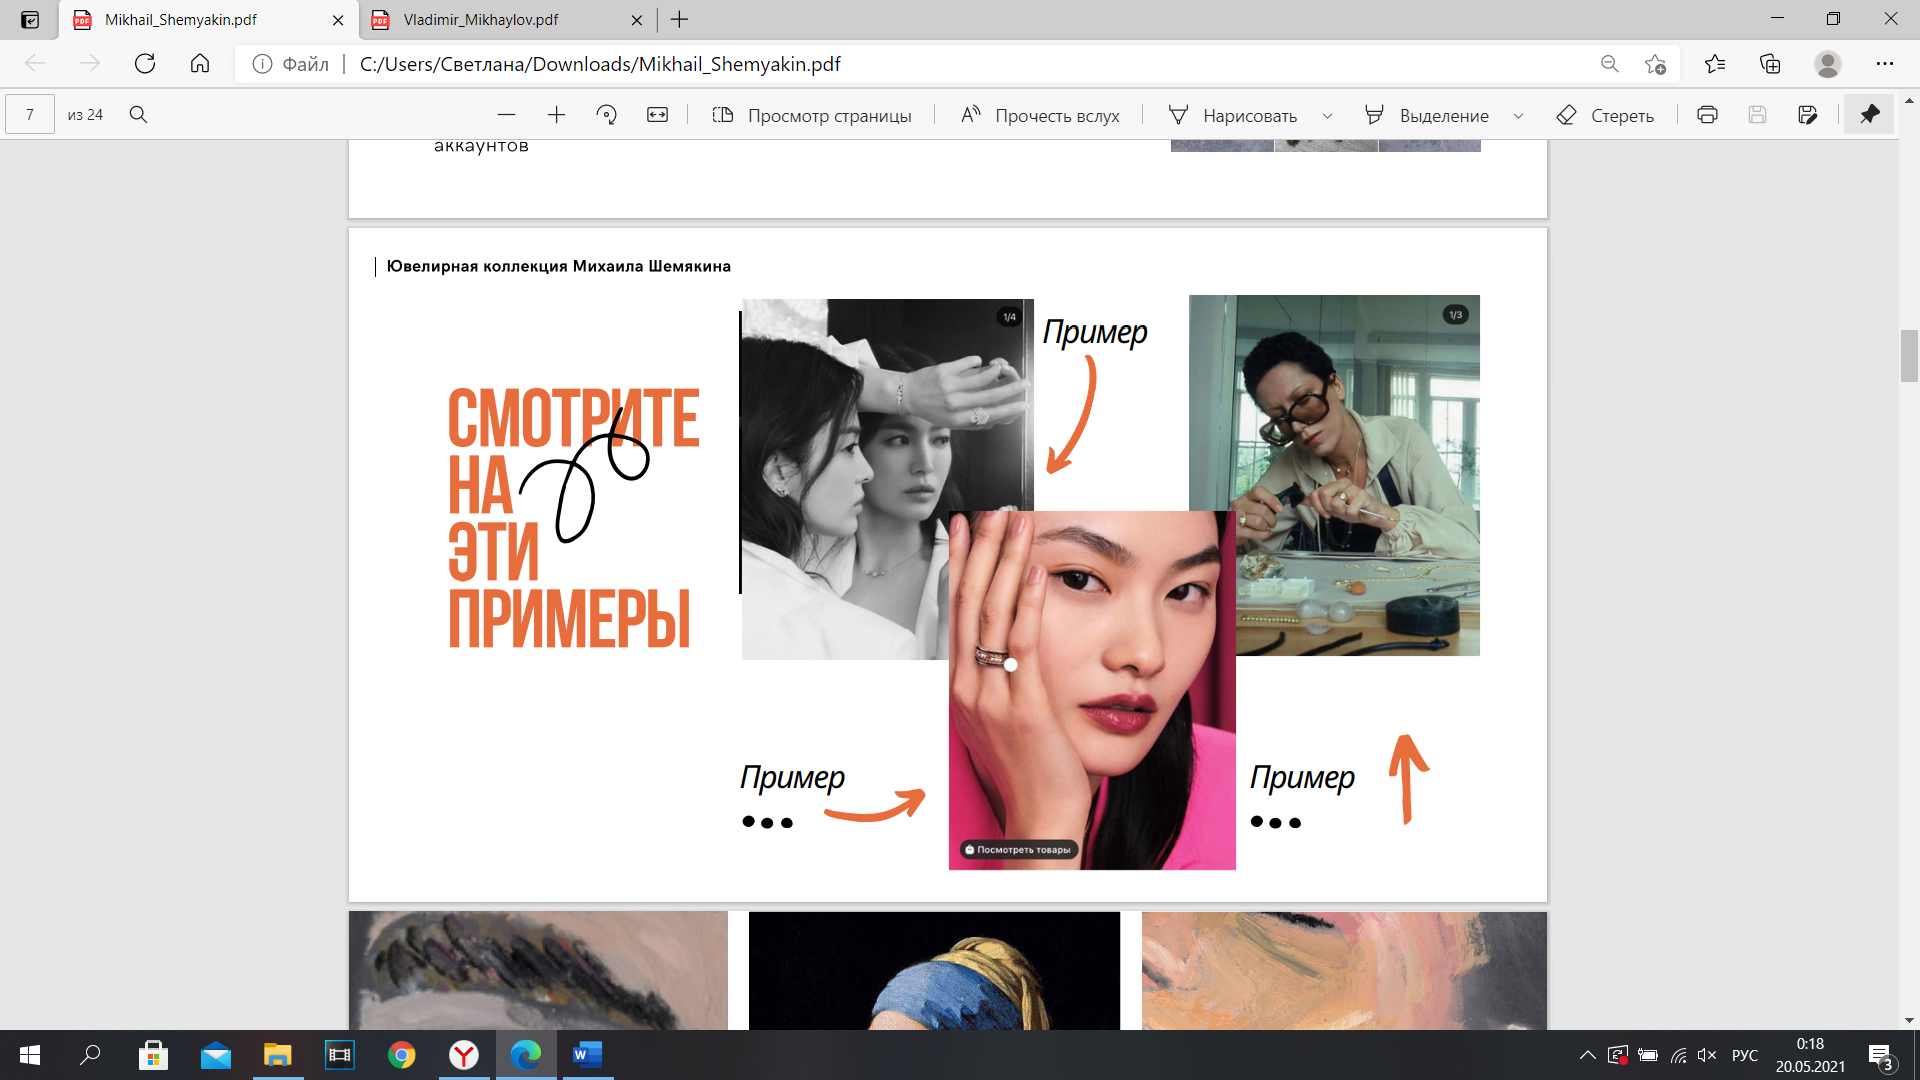 Mikhail_Shemyakin.pdf
Vladimir_Mikhaylov.pdf
Файл
C:/Users/Светлана/Downloads/Mikhail_Shemyakin.pdf
7
из 24
Просмотр страницы
Прочесть вслух
Нарисовать
Выделение
Стереть
аккаунтов
Ювелирная коллекция Михаила Шемякина
1/4
Пример
1/3
СМОТРИТЕ
НА
ЭТИ
ПРИМЕРЫ
Пример
Пример
Посмотреть товары
РУС
0:18
20.05.2021
3